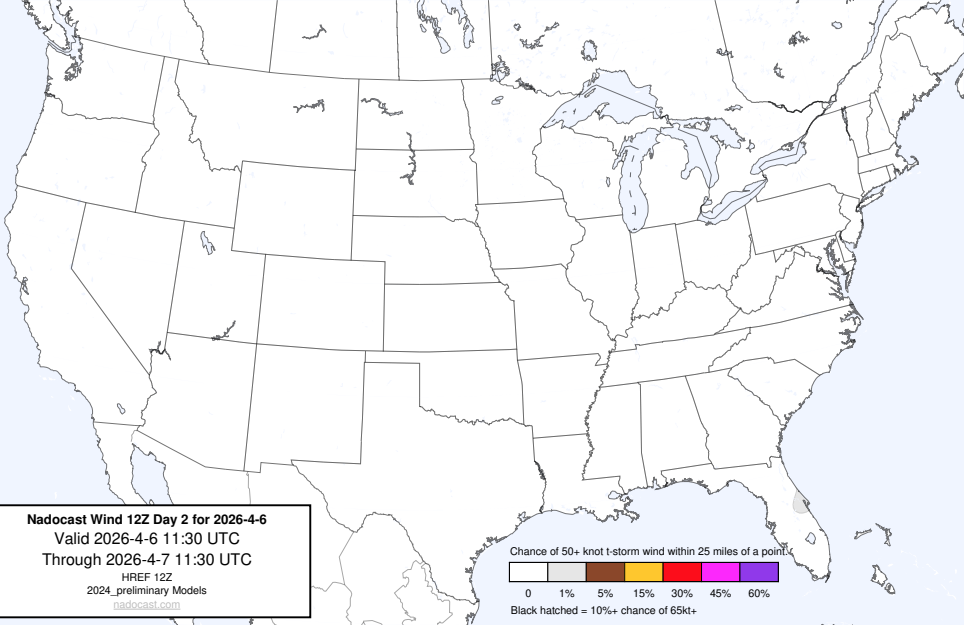 Nadocast Wind 12Z Day 2 for 2026-4-6
Valid 2026-4-6 11:30 UTC
Through 2026-4-7 11:30 UTC
HREF 12Z
2024_preliminary Models
nadocast.com
Chance of 50+ knot t-storm wind within 25 miles of a point.
0 1% 5% 15% 30% 45% 60%
Black hatched = 10%+ chance of 65kt+